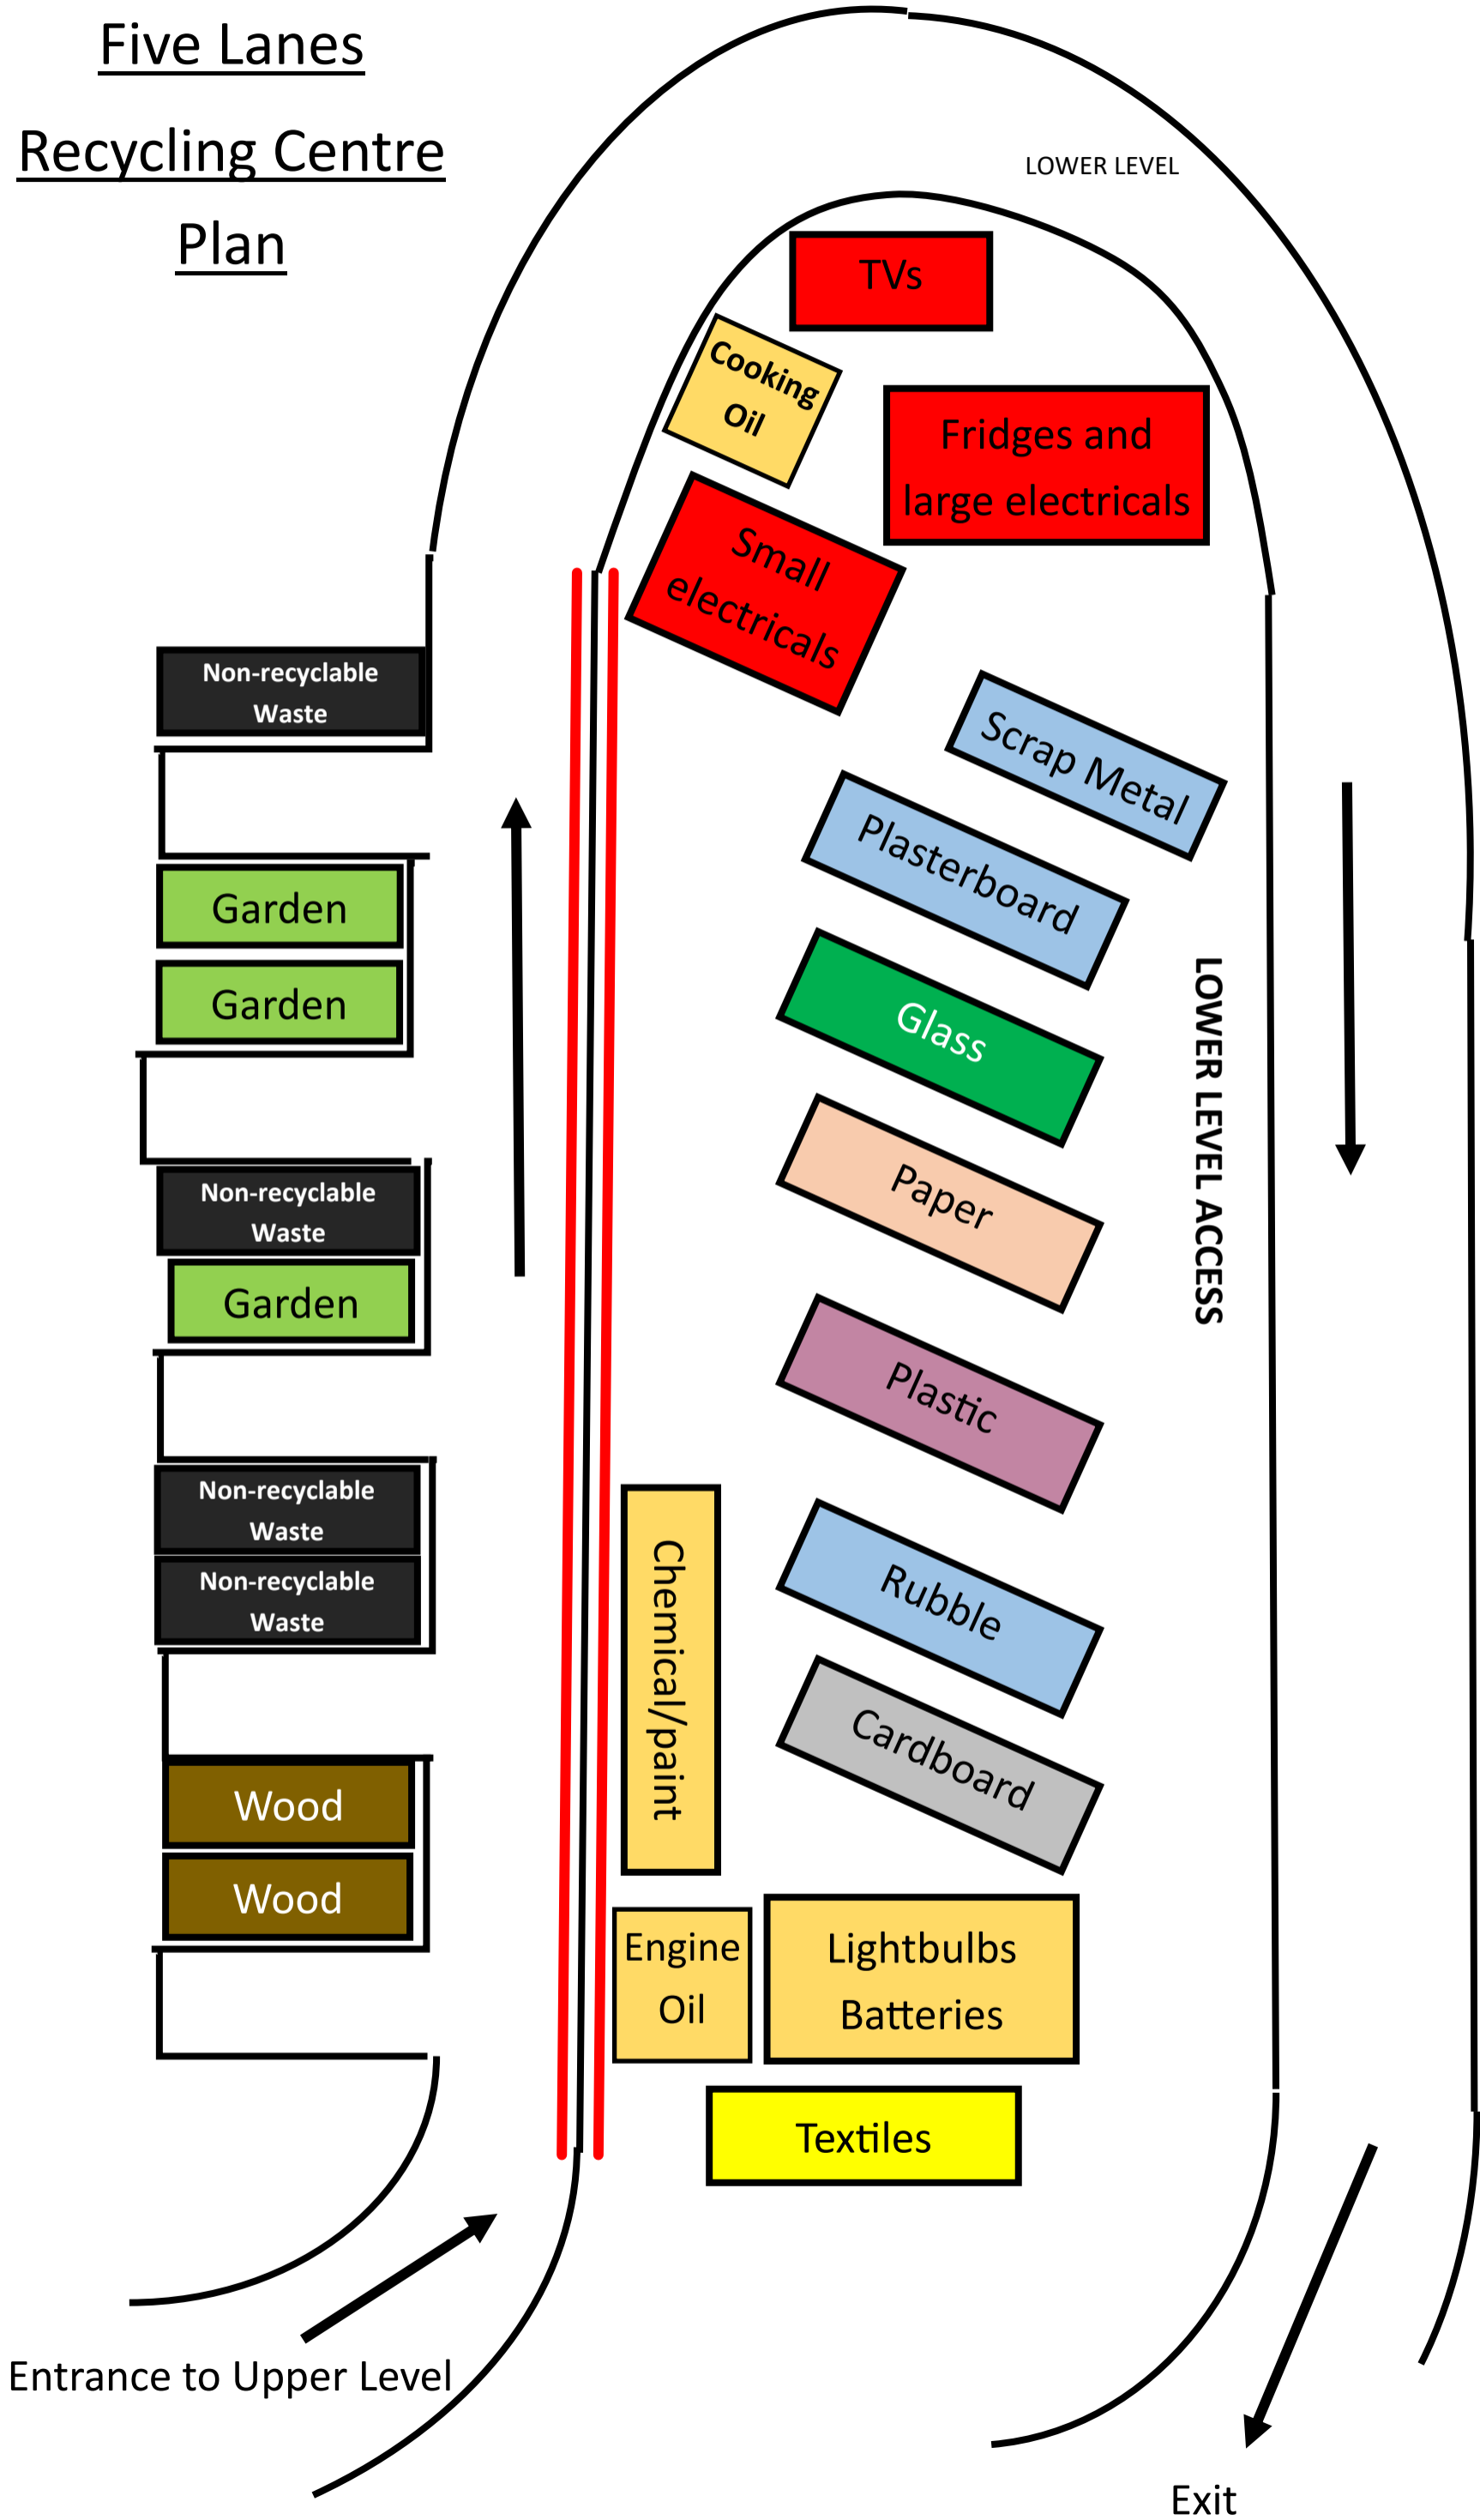 Five Lanes
Recycling Centre
Plan
LOWER LEVEL
TVs
Cooking
Oil
Fridges and
large electricals
Small
electricals
Non-recyclable
Waste
Scrap Metal
Plasterboard
Garden
Garden
Glass
LOWER LEVEL ACCESS
Paper
Non-recyclable
Waste
Garden
Plastic
Non-recyclable
Waste
Non-recyclable
Waste
Chemical/paint
Rubble
Cardboard
Wood
Wood
Engine
Oil
Lightbulbs
Batteries
Textiles
Entrance to Upper Level
Exit